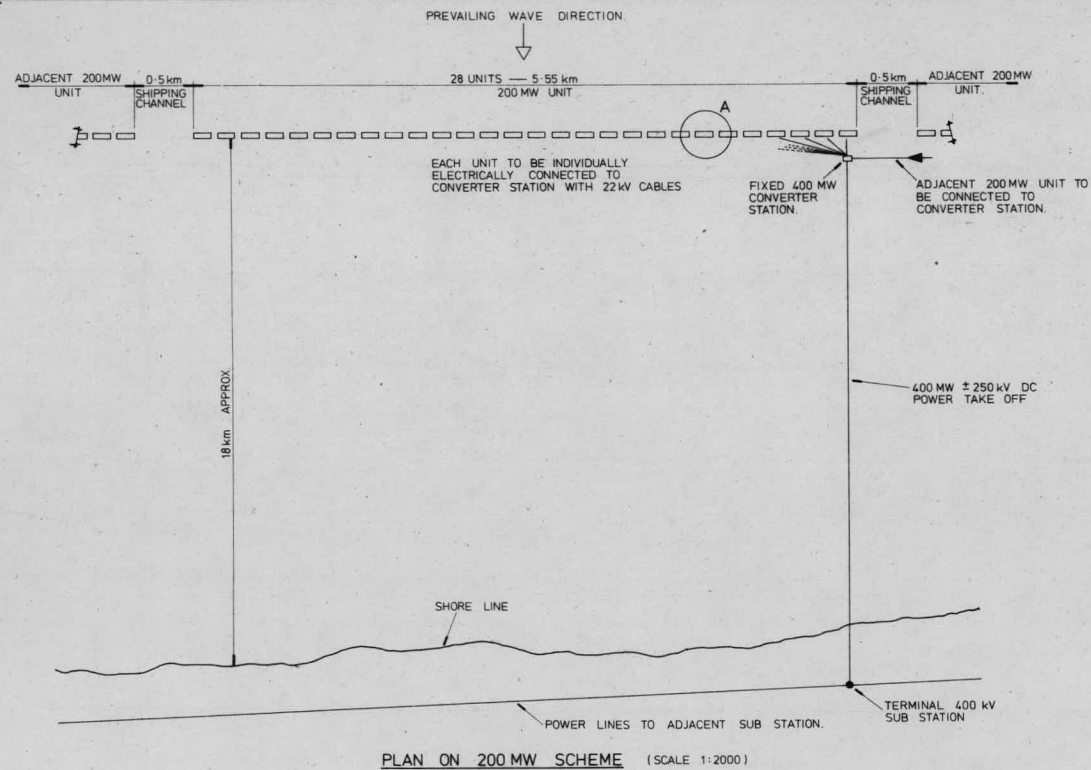 PREVAILING WAVE DIRECTION.
ADJACENT 200MW
UNIT
0·5km
SHIPPING
CHANNEL
28 UNITS — 5·55 km
200 MW UNIT
0·5km
SHIPPING
CHANNEL
ADJACENT 200MW
UNIT.
A
EACH UNIT TO BE INDIVIDUALLY
ELECTRICALLY CONNECTED TO
CONVERTER STATION WITH 22kV CABLES
FIXED 400 MW
CONVERTER
STATION.
ADJACENT 200MW UNIT TO
BE CONNECTED TO
CONVERTER STATION.
18km APPROX
400 MW ±250kV DC
POWER TAKE OFF
SHORE LINE
TERMINAL 400 kV
SUB STATION
POWER LINES TO ADJACENT SUB STATION.
PLAN ON 200 MW SCHEME (SCALE 1:2000)